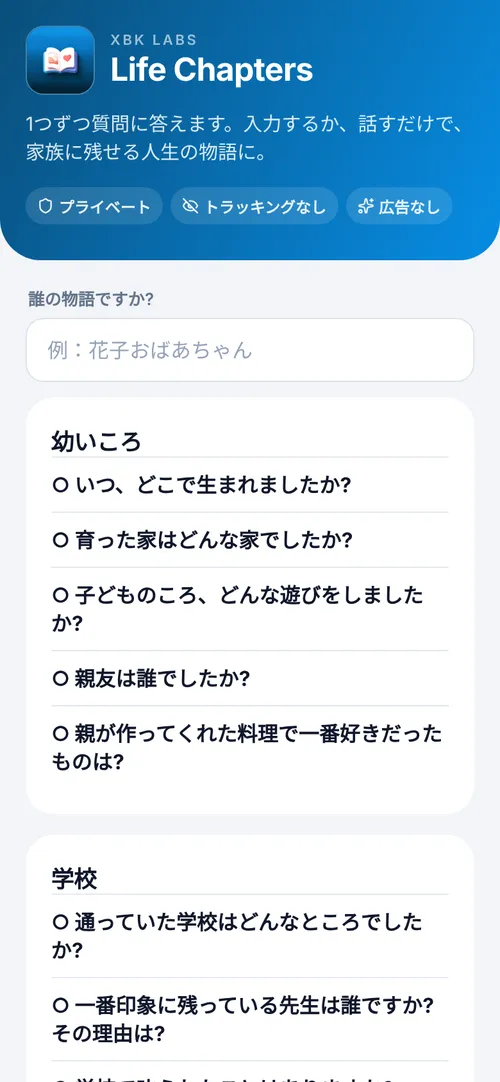 XBK LABS
Life Chapters
1つずつ質問に答えます。入力するか、話すだけで、
家族に残せる人生の物語に。
プライベート トラッキングなし 広告なし
誰の物語ですか?
例：花子おばあちゃん
幼いころ
いつ、どこで生まれましたか?
育った家はどんな家でしたか?
子どものころ、どんな遊びをしました
か?
親友は誰でしたか?
親が作ってくれた料理で一番好きだった
ものは?
学校
通っていた学校はどんなところでした
か?
一番印象に残っている先生は誰ですか?
その理由は?